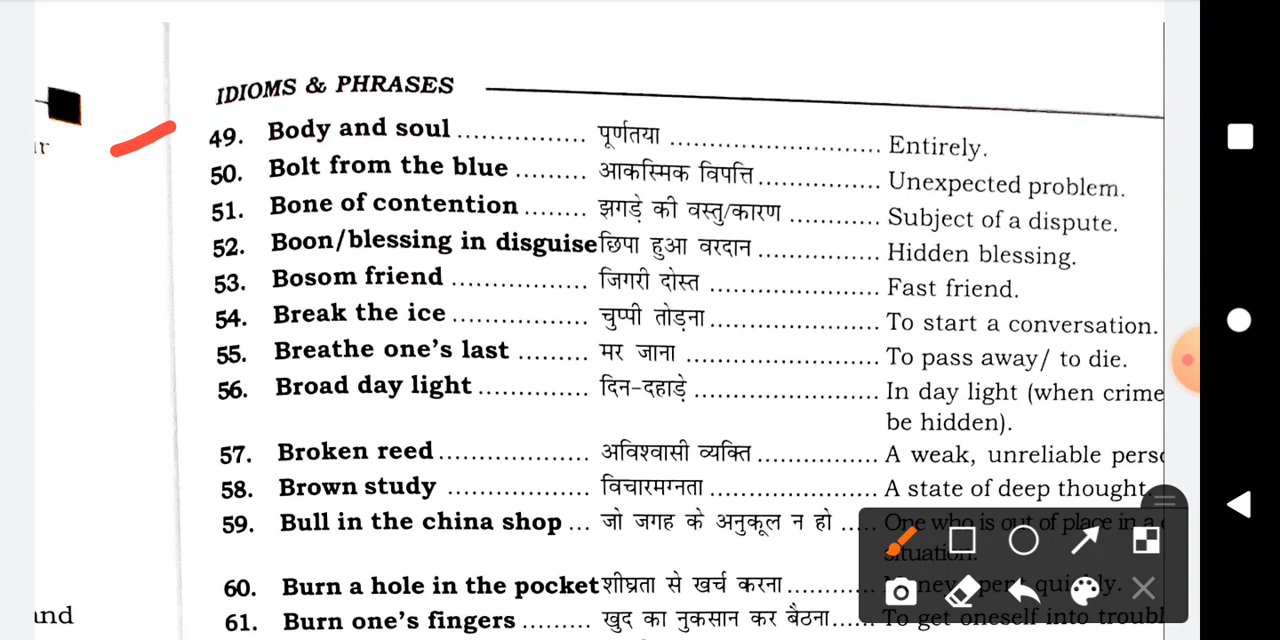 IDIOMS & PHRASES
49. Body and soul ............... पूर्णतया .......................... Entirely.
50. Bolt from the blue ......... आकस्मिक विपत्ति ............... Unexpected problem.
51. Bone of contention ........ झगड़े की वस्तु/कारण ........... Subject of a dispute.
52. Boon/blessing in disguise छिपा हुआ वरदान ............... Hidden blessing.
53. Bosom friend ................. जिगरी दोस्त ..................... Fast friend.
54. Break the ice ................. चुप्पी तोड़ना..................... To start a conversation.
55. Breathe one's last ......... मर जाना ........................ To pass away/ to die.
56. Broad day light .............. दिन-दहाड़े ....................... In day light (when crime
be hidden).
57. Broken reed ................... अविश्वासी व्यक्ति ............... A weak, unreliable
58. Brown study .................. विचारमग्नता..................... A state of deep thought.
59. Bull in the china shop ... जो जगह के अनुकूल न हो ..... One who is out of place in a
situation.
60. Burn a hole in the pocket शीघ्रता से खर्च करना .......... Money spent quickly.
61. Burn one's fingers ......... खुद का नुकसान कर बैठना...... To get oneself into